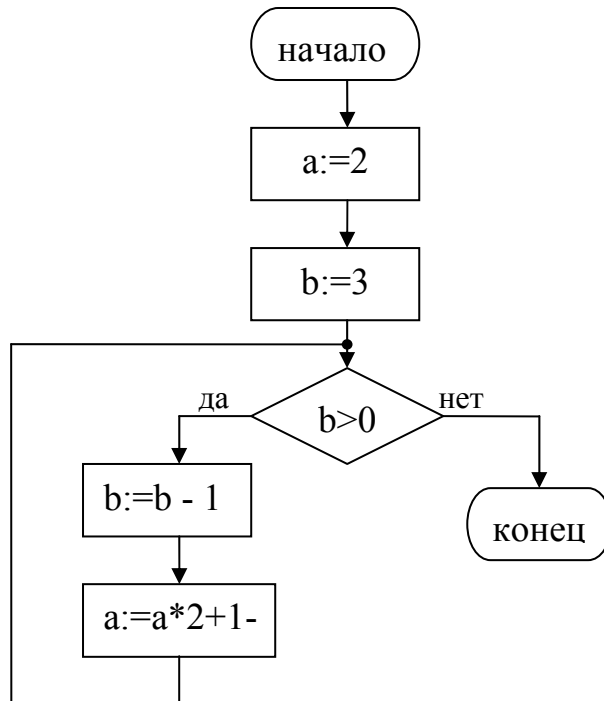 начало
a:=2
b:=3
b>0
да
нет
b:=b - 1
конец
a:=a*2+1-